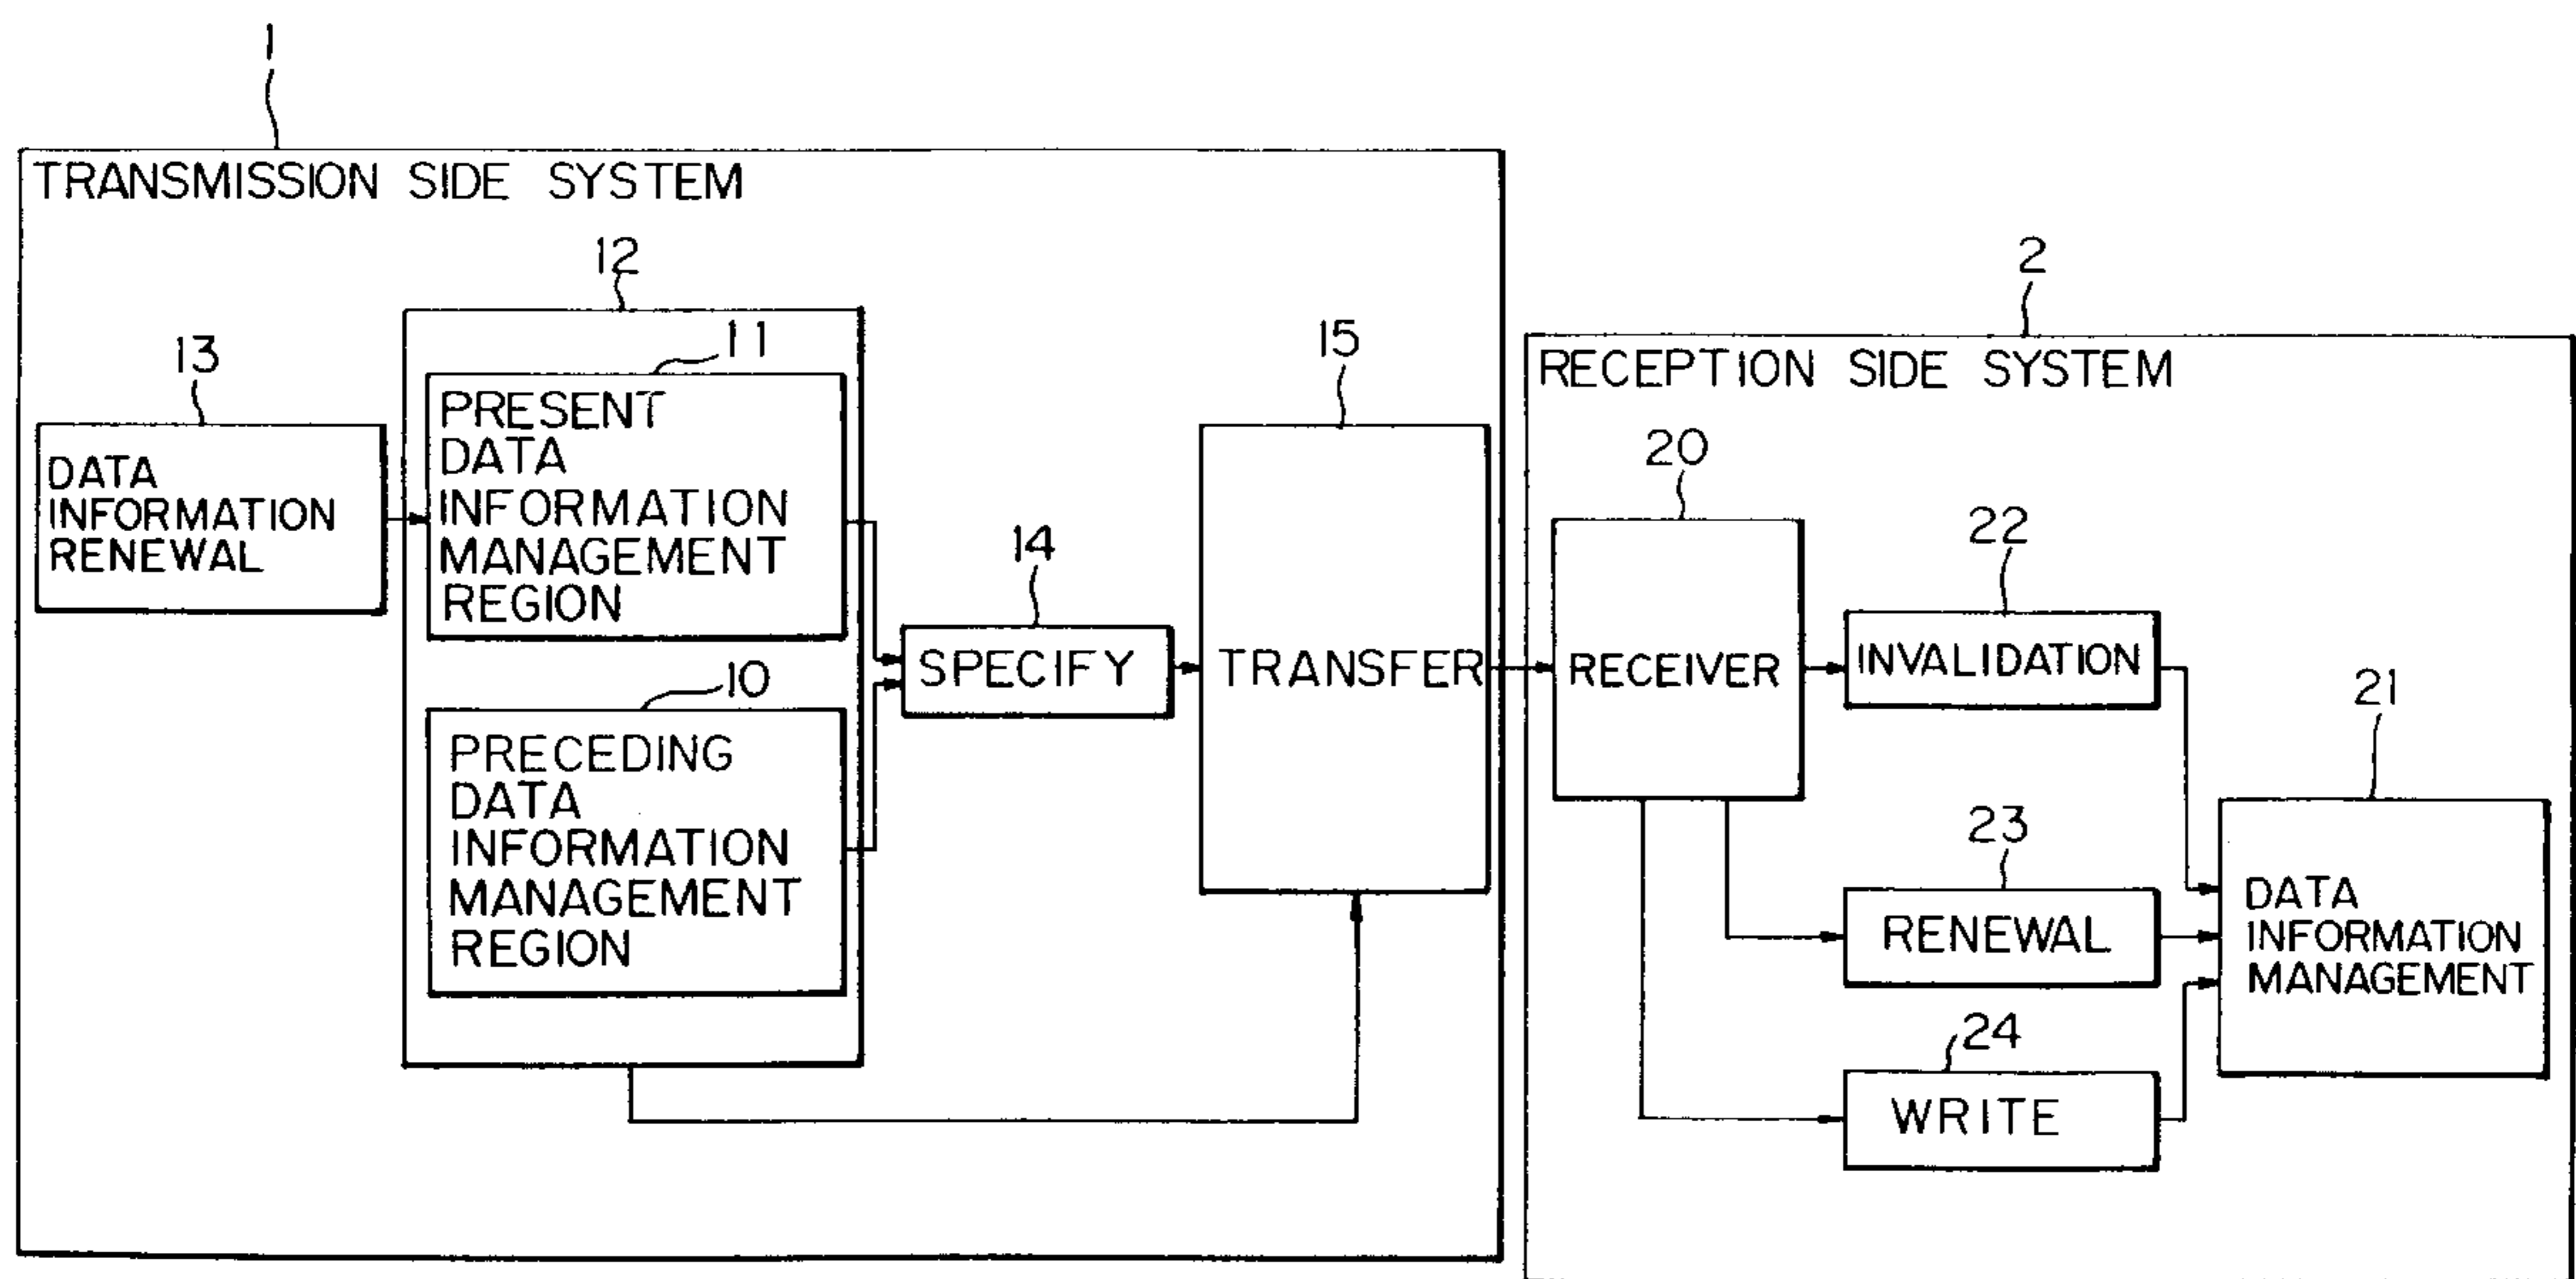 1
TRANSMISSION SIDE SYSTEM
12
13
DATA
INFORMATION
RENEWAL
11
PRESENT
DATA
INFORMATION
MANAGEMENT
REGION
10
PRECEDING
DATA
INFORMATION
MANAGEMENT
REGION
14
SPECIFY
15
TRANSFER
2
RECEPTION SIDE SYSTEM
20
RECEIVER
22
INVALIDATION
23
RENEWAL
24
WRITE
21
DATA
INFORMATION
MANAGEMENT